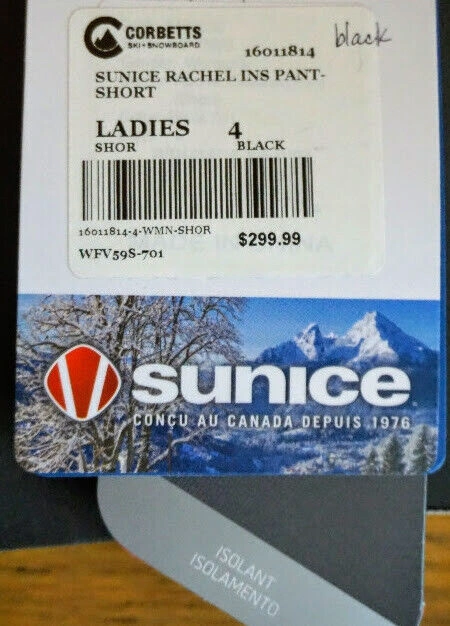 CORBETTS
SKI+SNOWBOARD
16011814
black
SUNICE RACHEL INS PANT-
SHORT
LADIES 4
SHOR BLACK
16011814-4-WMN-SHOR
$299.99
WFV59S-701
sunice
CONÇU AU CANADA DEPUIS 1976
ISOLANT
ISOLAMENTO